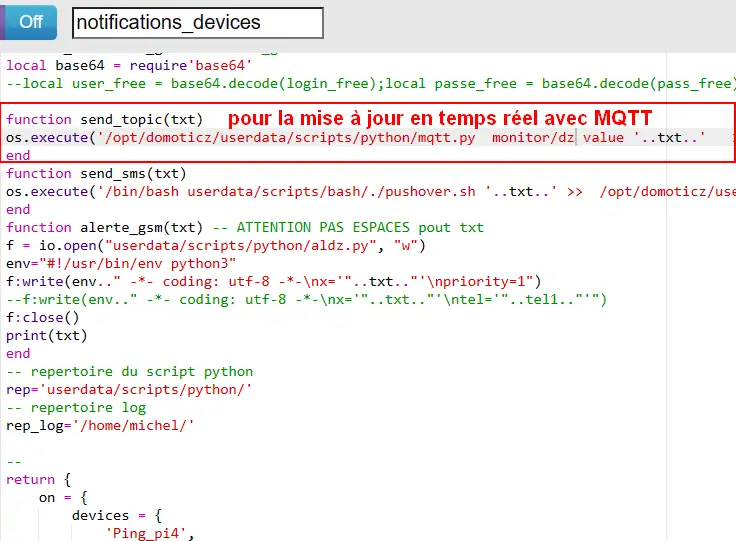 Off notifications_devices
local base64 = require'base64'
--local user_free = base64.decode(login_free);local passe_free = base64.decode(pass_free)
function send_topic(txt) pour la mise à jour en temps réel avec MQTT
os.execute('/opt/domoticz/userdata/scripts/python/mqtt.py  monitor/dz value '..txt..'
end
function send_sms(txt)
os.execute('/bin/bash userdata/scripts/bash/./pushover.sh '..txt..' >>  /opt/domoticz/use
end
function alerte_gsm(txt) -- ATTENTION PAS ESPACES pout txt
f = io.open("userdata/scripts/python/aldz.py", "w")
env="#!/usr/bin/env python3"
f:write(env.." -*- coding: utf-8 -*-\nx='"..txt.."'\npriority=1")
--f:write(env.." -*- coding: utf-8 -*-\nx='"..txt.."'\ntel='"..tel1.."'")
f:close()
print(txt)
end
-- repertoire du script python
rep='userdata/scripts/python/'
-- repertoire log
rep_log='/home/michel/'
--
return {
on = {
devices = {
'Ping_pi4',